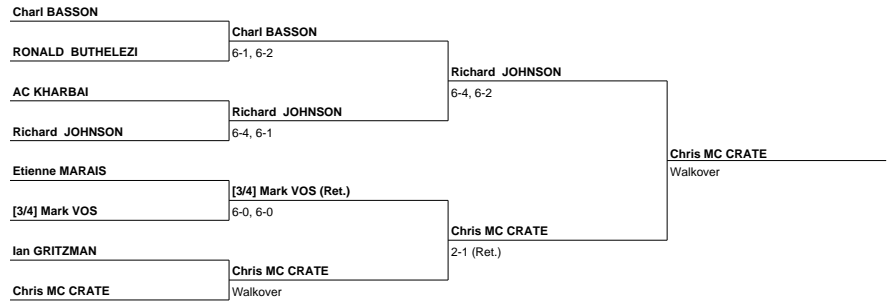 Charl BASSON
RONALD BUTHELEZI
AC KHARBAI
Richard JOHNSON
Etienne MARAIS
[3/4] Mark VOS
Ian GRITZMAN
Chris MC CRATE
Charl BASSON
6-1, 6-2
Richard JOHNSON
6-4, 6-1
[3/4] Mark VOS (Ret.)
6-0, 6-0
Chris MC CRATE
Walkover
Richard JOHNSON
6-4, 6-2
Chris MC CRATE
2-1 (Ret.)
Chris MC CRATE
Walkover